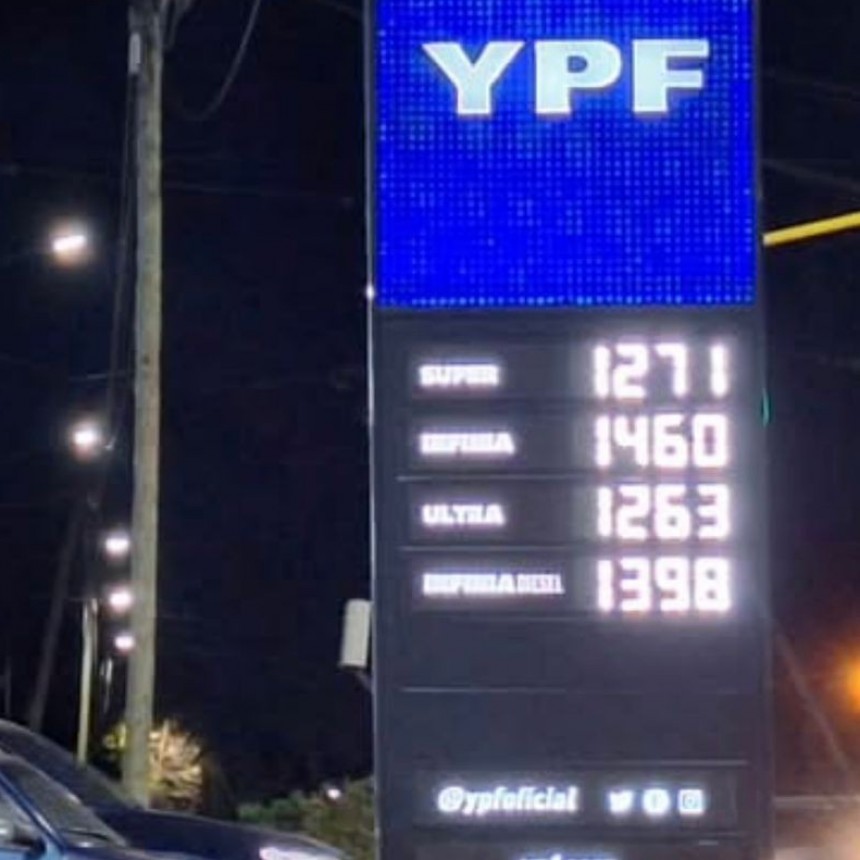 YPF
SUPER 1271
INFINIA 1460
ULTRA 1263
INFINIA DIESEL 1398
@ypfoficial